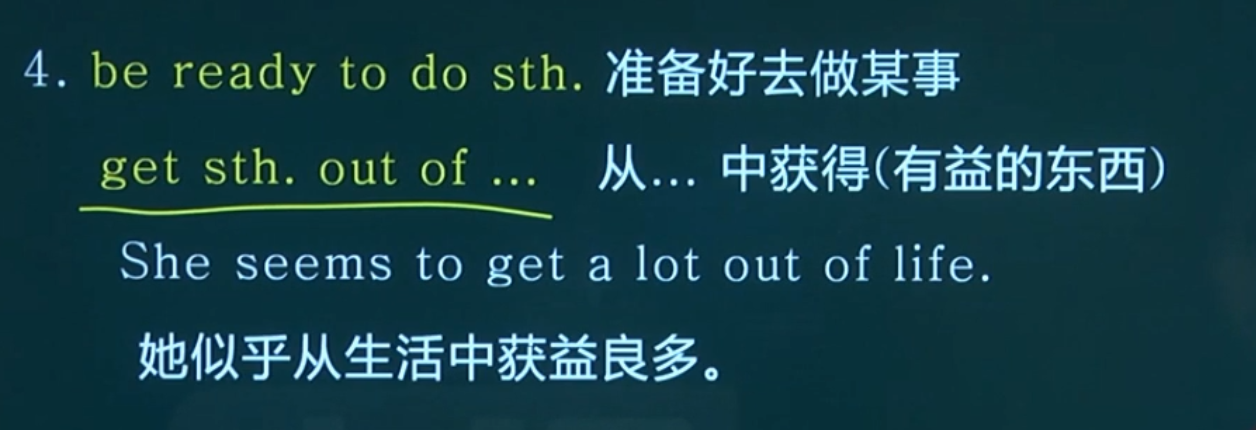 4. be ready to do sth. 准备好去做某事
get sth. out of ... 从... 中获得(有益的东西)
She seems to get a lot out of life.
她似乎从生活中获益良多。